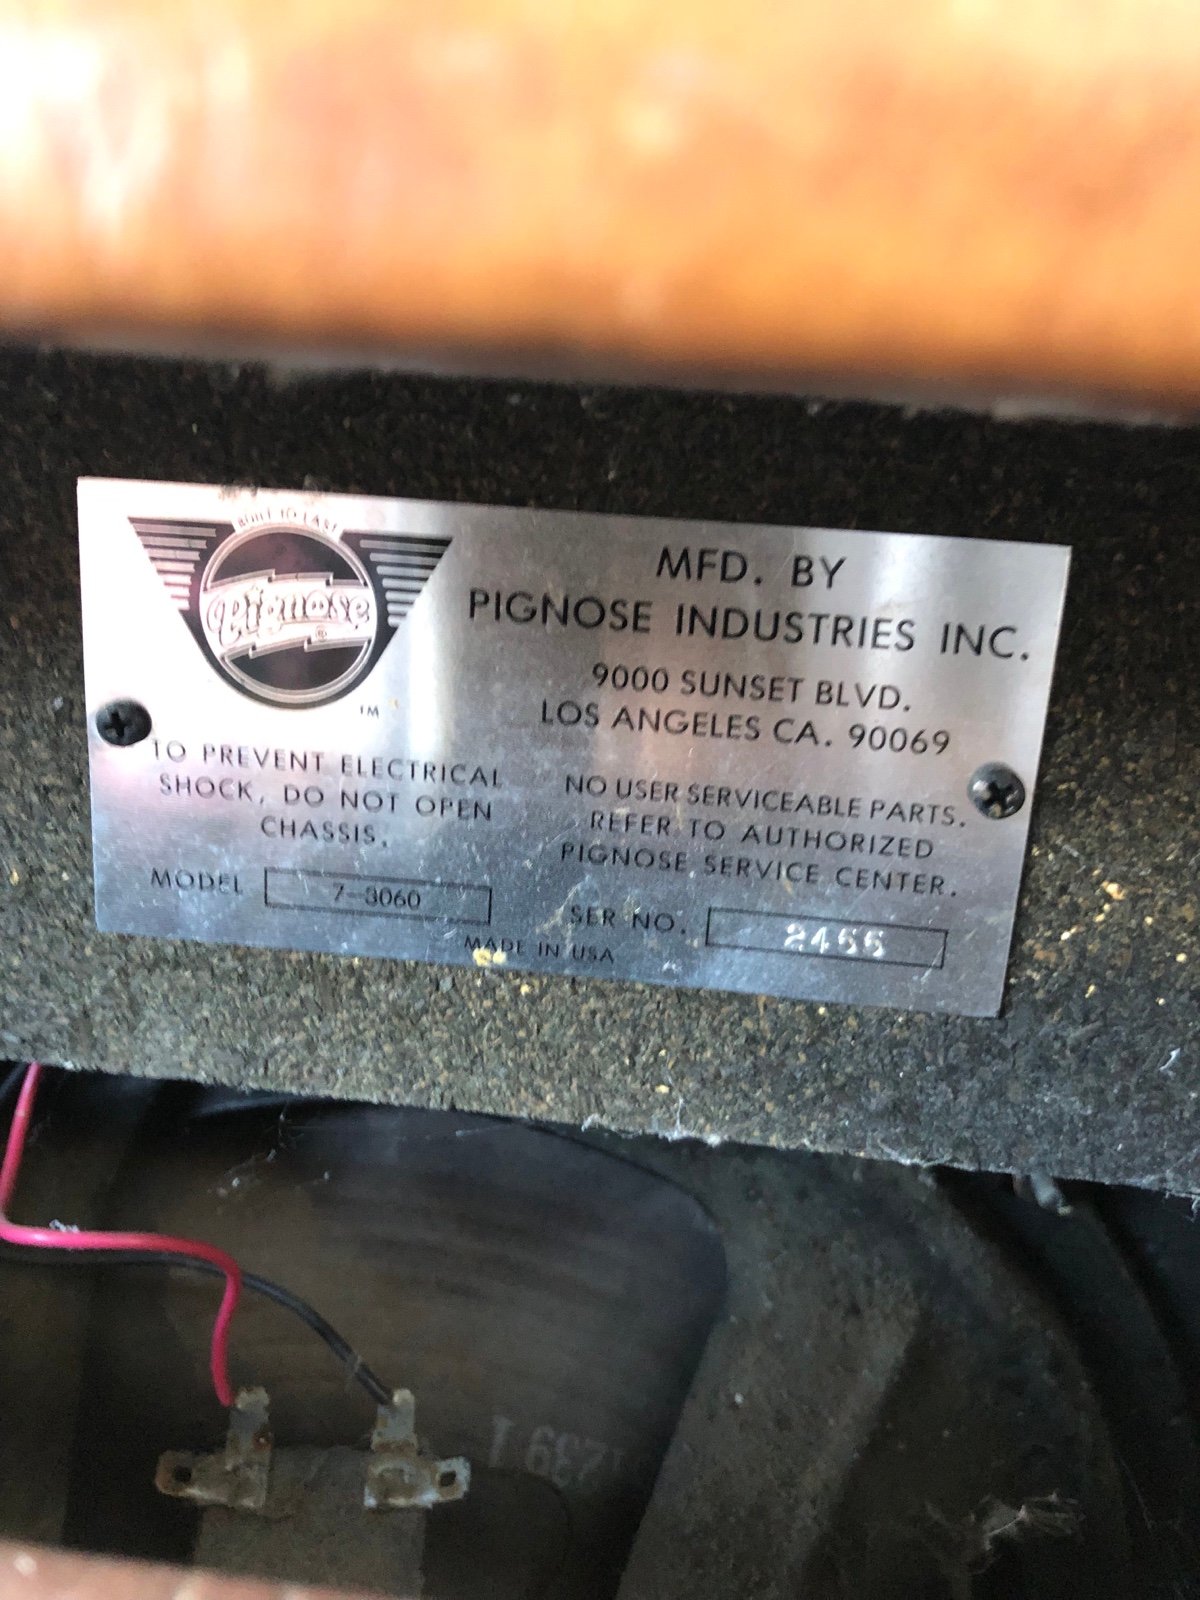 BUILT TO LAST
Pignose
®
TM
MFD. BY
PIGNOSE INDUSTRIES INC.
9000 SUNSET BLVD.
LOS ANGELES CA. 90069
TO PREVENT ELECTRICAL
SHOCK, DO NOT OPEN
CHASSIS.
NO USER SERVICEABLE PARTS.
REFER TO AUTHORIZED
PIGNOSE SERVICE CENTER.
MODEL 7-3060
SER NO. 2466
MADE IN USA